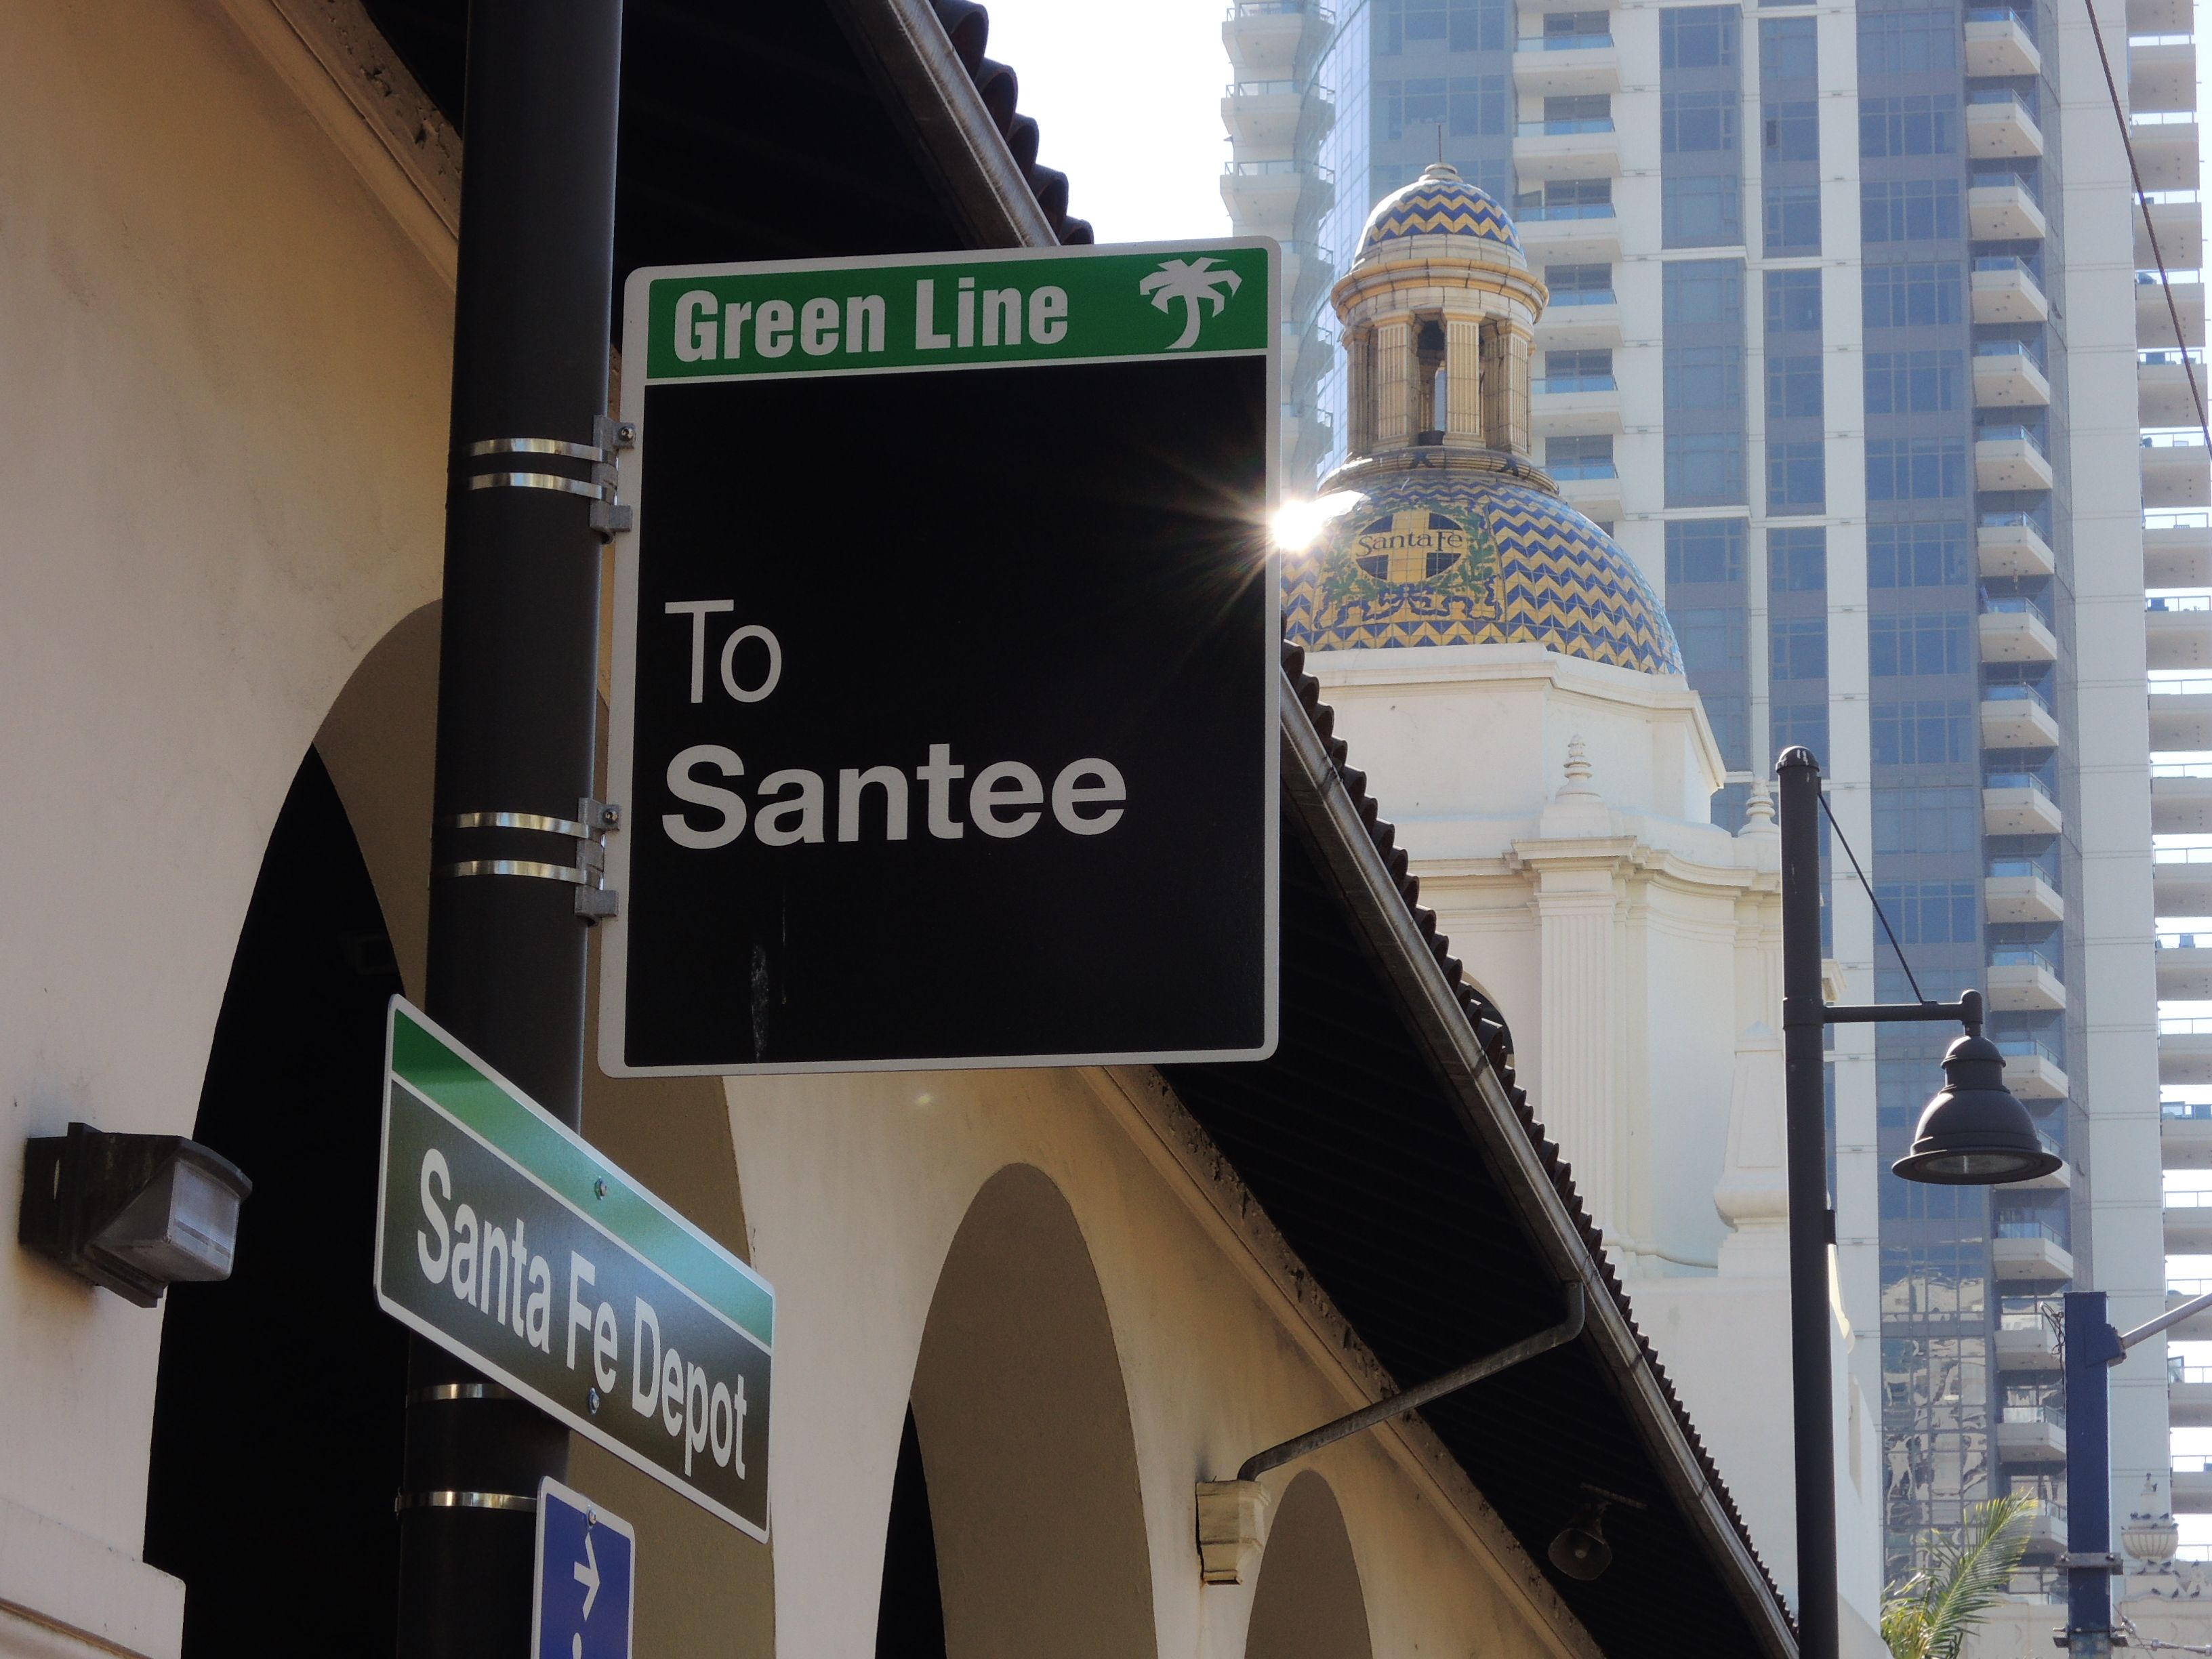 Green Line
To
Santee
Santa Fe
Santa Fe Depot